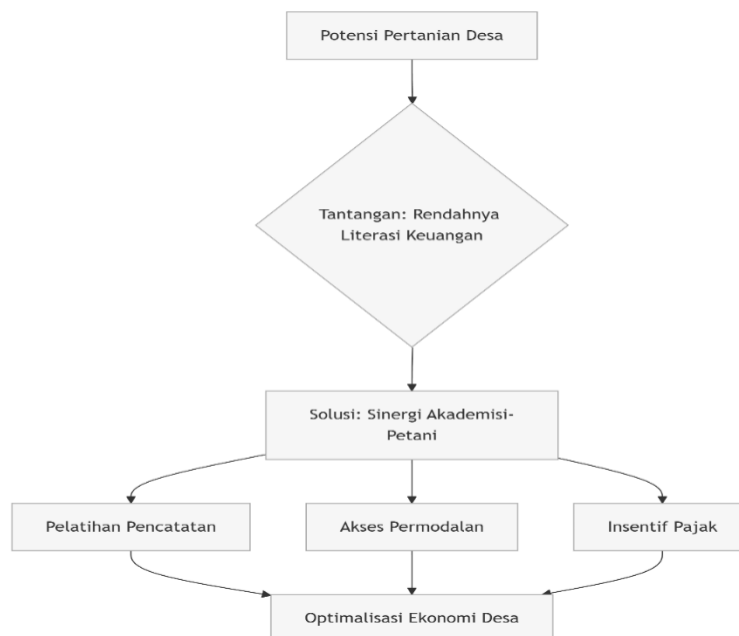 Potensi Pertanian Desa
Tantangan: Rendahnya
Literasi Keuangan
Solusi: Sinergi Akademisi-
Petani
Pelatihan Pencatatan
Akses Permodalan
Insentif Pajak
Optimalisasi Ekonomi Desa